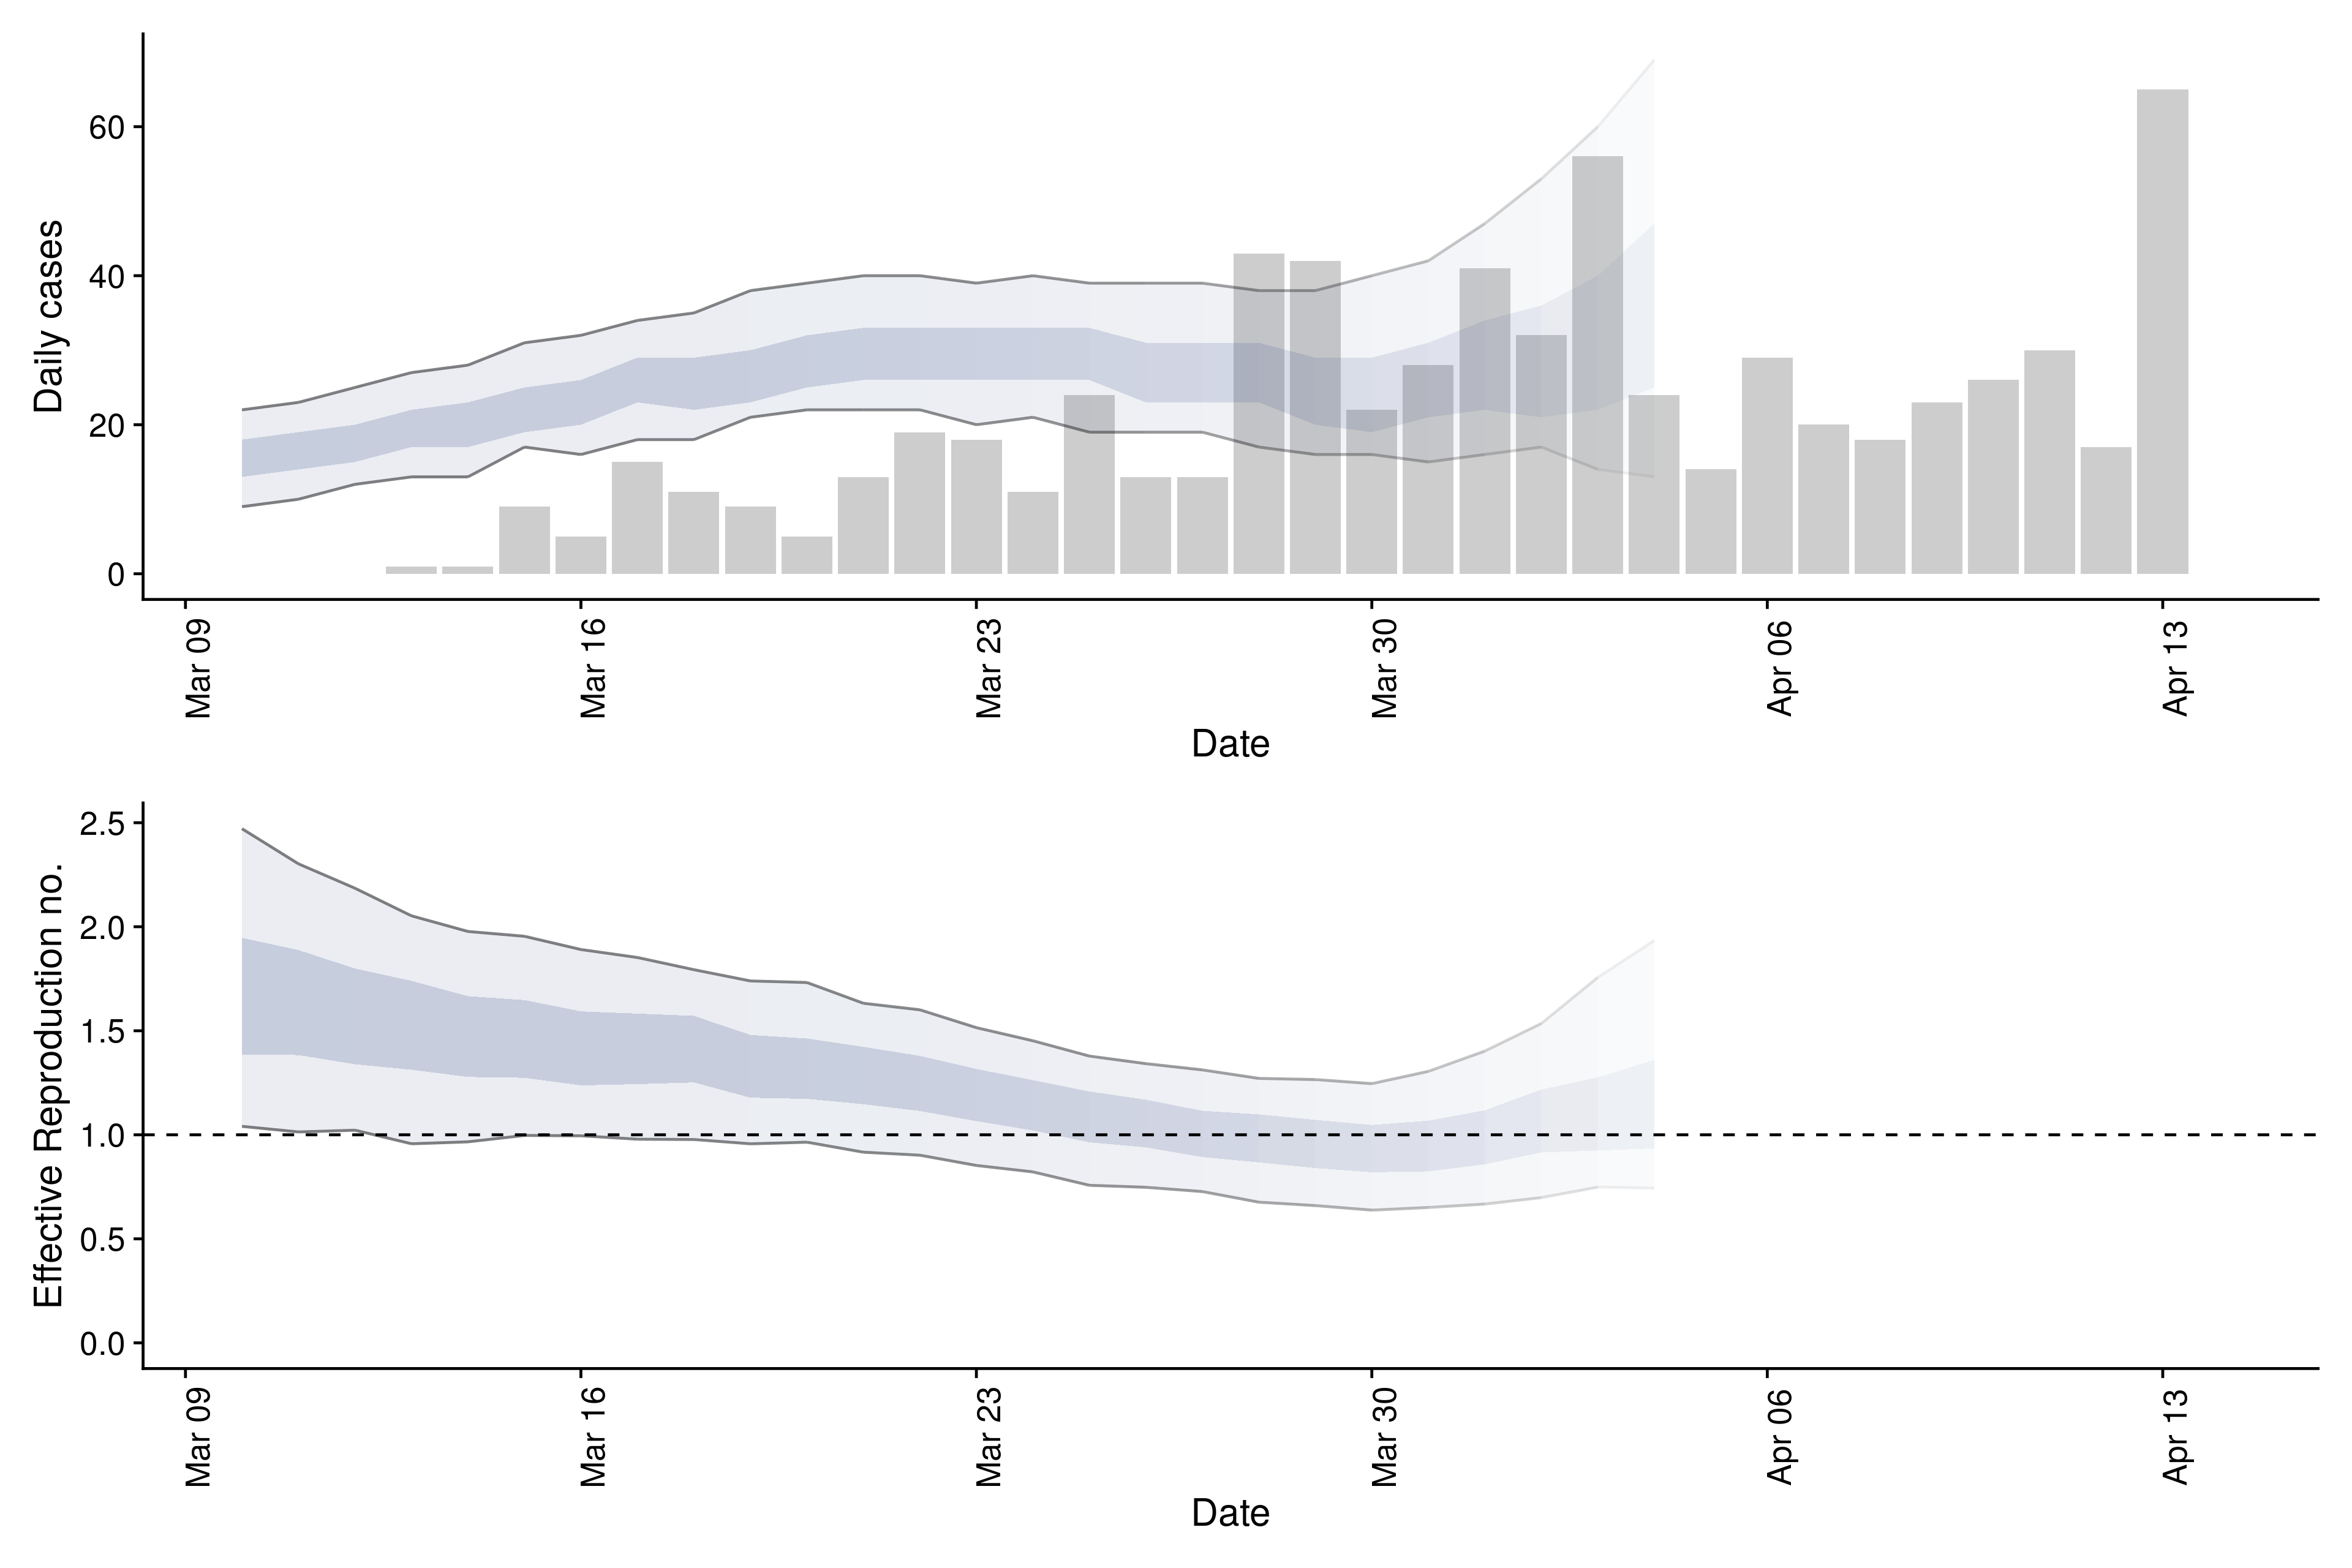 Daily cases
60
40
20
0
Mar 09
Mar 16
Mar 23
Mar 30
Apr 06
Apr 13
Date
Effective Reproduction no.
2.5
2.0
1.5
1.0
0.5
0.0
Mar 09
Mar 16
Mar 23
Mar 30
Apr 06
Apr 13
Date